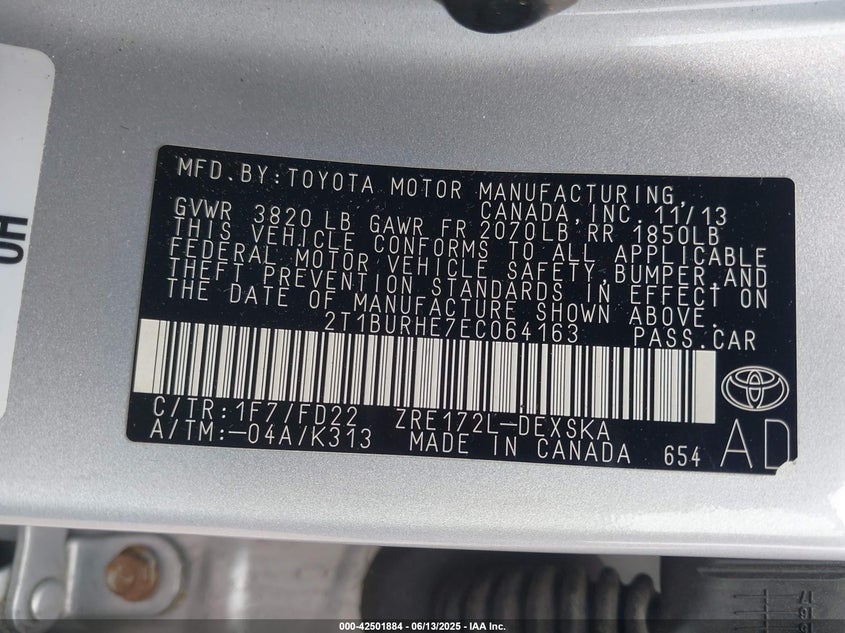 MFD.BY:TOYOTA MOTOR MANUFACTURING,
CANADA,INC. 11/13
GVWR 3820 LB GAWR FR 2070LB RR 1850LB
THIS VEHICLE CONFORMS TO ALL APPLICABLE
FEDERAL MOTOR VEHICLE SAFETY,BUMPER,AND
THEFT PREVENTION STANDARDS IN EFFECT ON
THE DATE OF MANUFACTURE SHOWN ABOVE.
2T1BURHE7EC064163 PASS.CAR
C/TR:1F7/FD22 ZRE172L-DEXSKA
A/TM:-04A/K313 MADE IN CANADA 654
AD
000-42501884 | 06/13/2025 - IAA Inc.